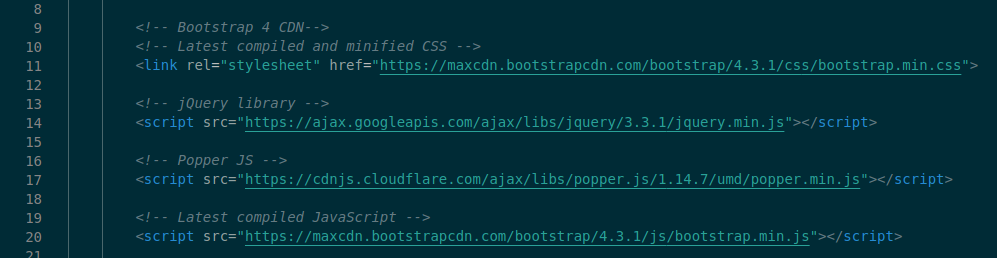 8
9 <!-- Bootstrap 4 CDN-->
10 <!-- Latest compiled and minified CSS -->
11 <link rel="stylesheet" href="https://maxcdn.bootstrapcdn.com/bootstrap/4.3.1/css/bootstrap.min.css">
12
13 <!-- jQuery library -->
14 <script src="https://ajax.googleapis.com/ajax/libs/jquery/3.3.1/jquery.min.js"></script>
15
16 <!-- Popper JS -->
17 <script src="https://cdnjs.cloudflare.com/ajax/libs/popper.js/1.14.7/umd/popper.min.js"></script>
18
19 <!-- Latest compiled JavaScript -->
20 <script src="https://maxcdn.bootstrapcdn.com/bootstrap/4.3.1/js/bootstrap.min.js"></script>
21